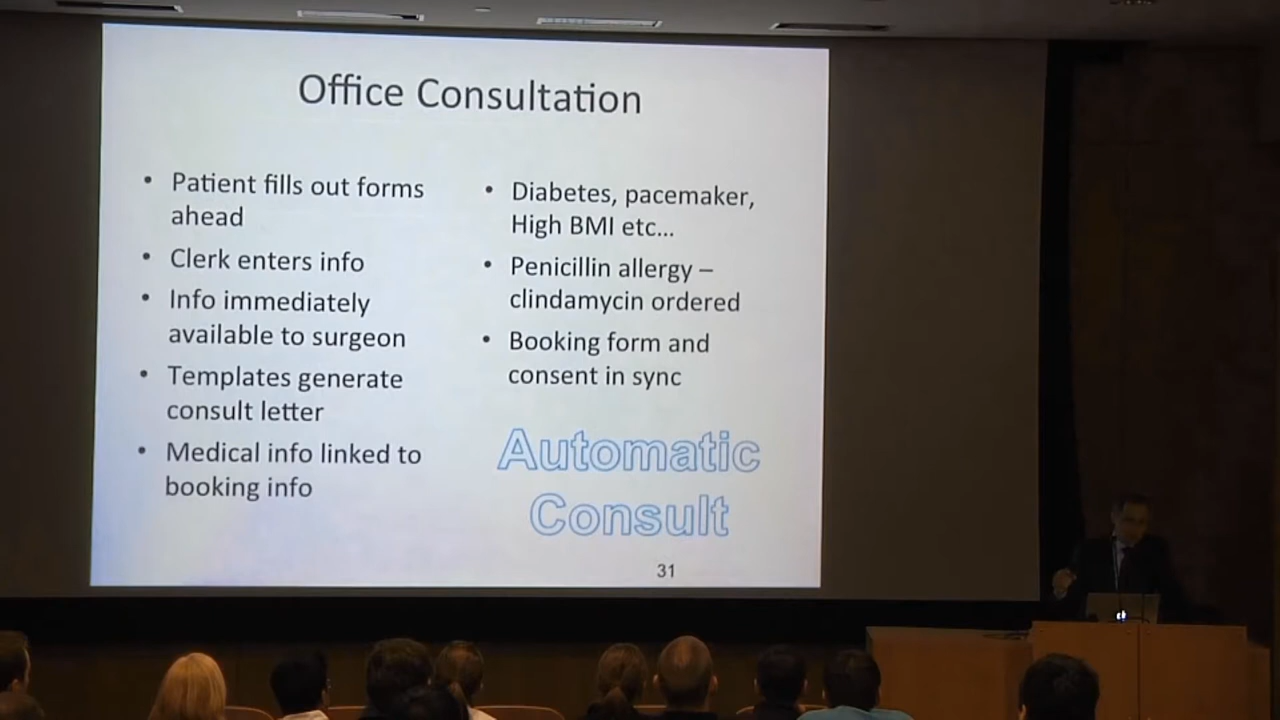 Office Consultation
• Patient fills out forms
ahead
• Clerk enters info
• Info immediately
available to surgeon
• Templates generate
consult letter
• Medical info linked to
booking info
• Diabetes, pacemaker,
High BMI etc...
• Penicillin allergy –
clindamycin ordered
• Booking form and
consent in sync
Automatic
Consult
31